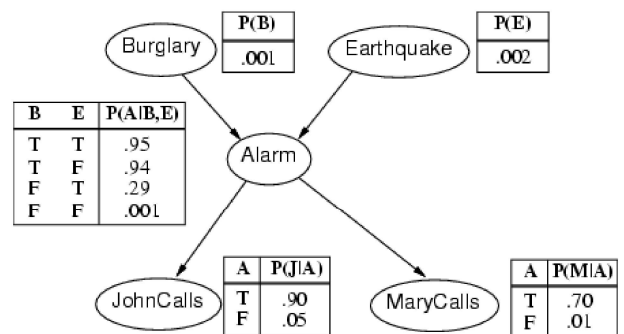 Burglary
P(B)
.001
Earthquake
P(E)
.002
B E P(A|B,E)
T T .95
T F .94
F T .29
F F .001
Alarm
JohnCalls
A P(J|A)
T .90
F .05
MaryCalls
A P(M|A)
T .70
F .01